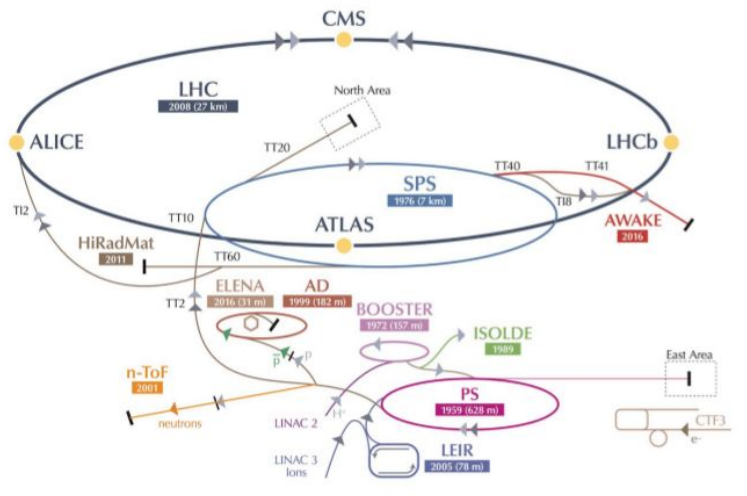 CMS
LHC
2008 (27 km)
North Area
ALICE
LHCb
TT20
TT40
TT41
SPS
1976 (7 km)
TI8
TI2
TT10
ATLAS
AWAKE
2016
HiRadMat
2011
TT60
ELENA
2016 (31 m)
AD
1999 (182 m)
TT2
BOOSTER
1972 (157 m)
ISOLDE
1989
p
p̅
East Area
n-ToF
2001
PS
1959 (628 m)
neutrons
LINAC 2
H⁺
CTF3
e-
LEIR
2005 (78 m)
LINAC 3
Ions